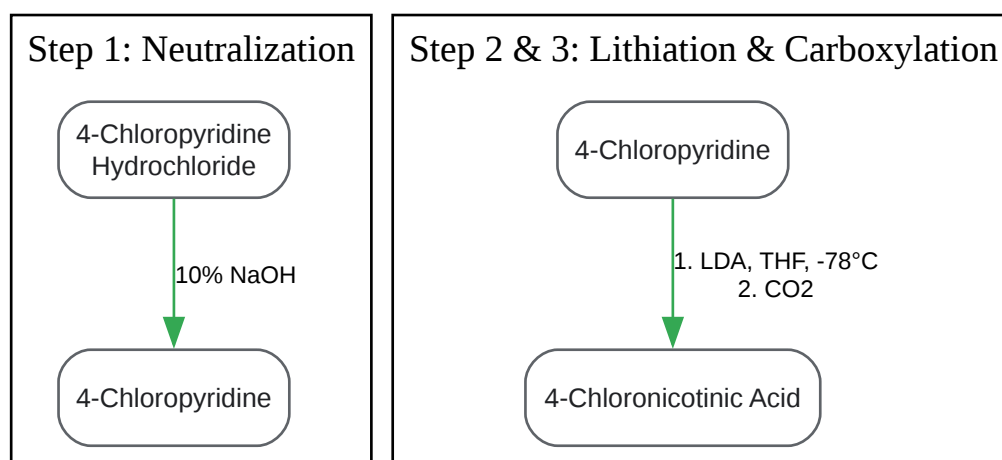 Step 1: Neutralization
4-Chloropyridine
Hydrochloride
10% NaOH
4-Chloropyridine
Step 2 & 3: Lithiation & Carboxylation
4-Chloropyridine
1. LDA, THF, -78°C
2. CO2
4-Chloronicotinic Acid